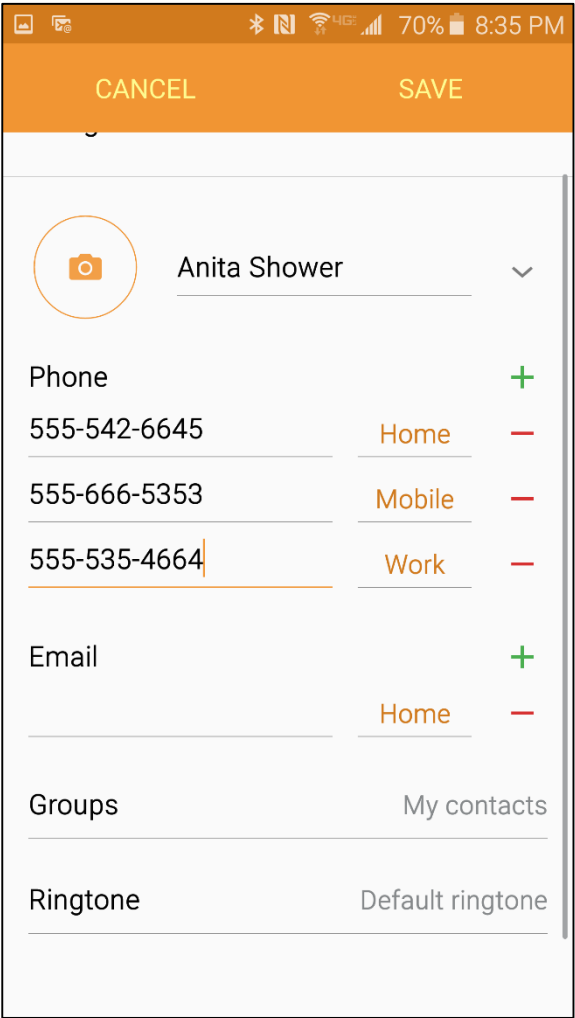 4G 70% 8:35 PM
CANCEL SAVE
Anita Shower
Phone
555-542-6645 Home
555-666-5353 Mobile
555-535-4664 Work
Email
Home
Groups My contacts
Ringtone Default ringtone